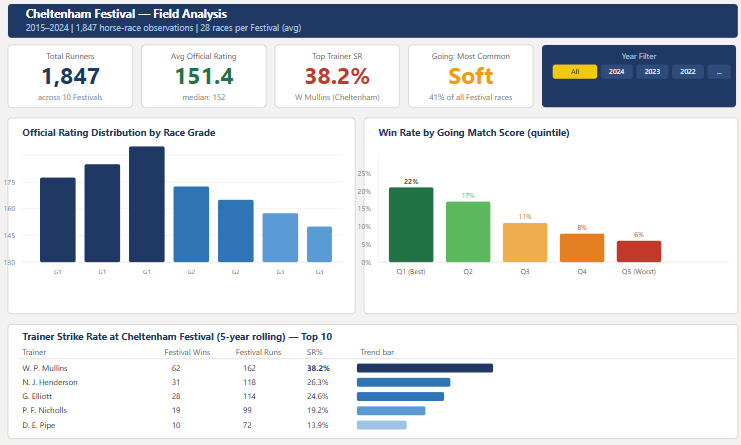 Cheltenham Festival – Field Analysis
2015–2024 | 1,847 horse-race observations | 28 races per Festival (avg)
Total Runners
1,847
across 10 Festivals
Avg Official Rating
151.4
median: 152
Top Trainer SR
38.2%
W Mullins (Cheltenham)
Going: Most Common
Soft
41% of all Festival races
Year Filter
All 2024 2023 2022 ...
Official Rating Distribution by Race Grade
175
160
145
130
G1 G1 G1 G2 G2 G3 G3
Win Rate by Going Match Score (quintile)
25%
20%
15%
10%
5%
0%
22% 17% 11% 8% 6%
Q1 (Best) Q2 Q3 Q4 Q5 (Worst)
Trainer Strike Rate at Cheltenham Festival (5-year rolling) — Top 10
Trainer Festival Wins Festival Runs SR% Trend bar
W. P. Mullins 62 162 38.2%
N. J. Henderson 31 118 26.3%
G. Elliott 28 114 24.6%
P. F. Nicholls 19 99 19.2%
D. E. Pipe 10 72 13.9%